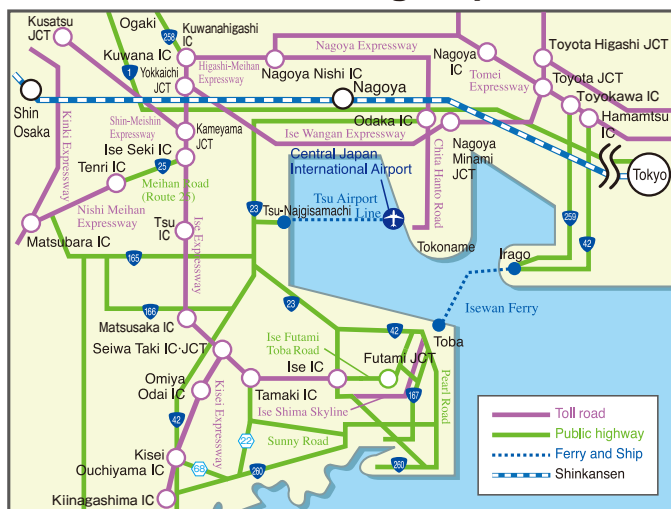 Kusatsu
JCT
Ogaki
258
Kuwanahigashi
IC
Kuwana IC
1
Yokkaichi
JCT
Higashi-Meihan
Expressway
Nagoya Expressway
Nagoya Nishi IC
Nagoya
IC
Tomei
Expressway
Toyota Higashi JCT
Toyota JCT
Toyokawa IC
Hamamtsu
IC
Shin
Osaka
Nagoya
Odaka IC
Shin-Meishin
Expressway
Kameyama
JCT
Ise Wangan Expressway
Nagoya
Minami
JCT
Tokyo
Kinki Expressway
Ise Seki IC
Tenri IC
25
Meihan Road
(Route 25)
Nishi Meihan
Expressway
Matsubara IC
Central Japan
International Airport
Chita Hanto Road
23
Tsu-Najgisamachi
Tsu Airport
Line
Tokoname
Tsu
IC
Ise Expressway
259
42
Irago
165
166
23
Isewan Ferry
Matsusaka IC
Toba
42
Seiwa Taki IC·JCT
Ise Futami
Toba Road
Ise IC
Futami JCT
Omiya
Odai IC
Tamaki IC
167
Pearl Road
Ise Shima Skyline
42
Kisei Expressway
22
Sunny Road
Kisei
Ouchiyama IC
68
260
260
Kiinagashima IC
Toll road
Public highway
Ferry and Ship
Shinkansen